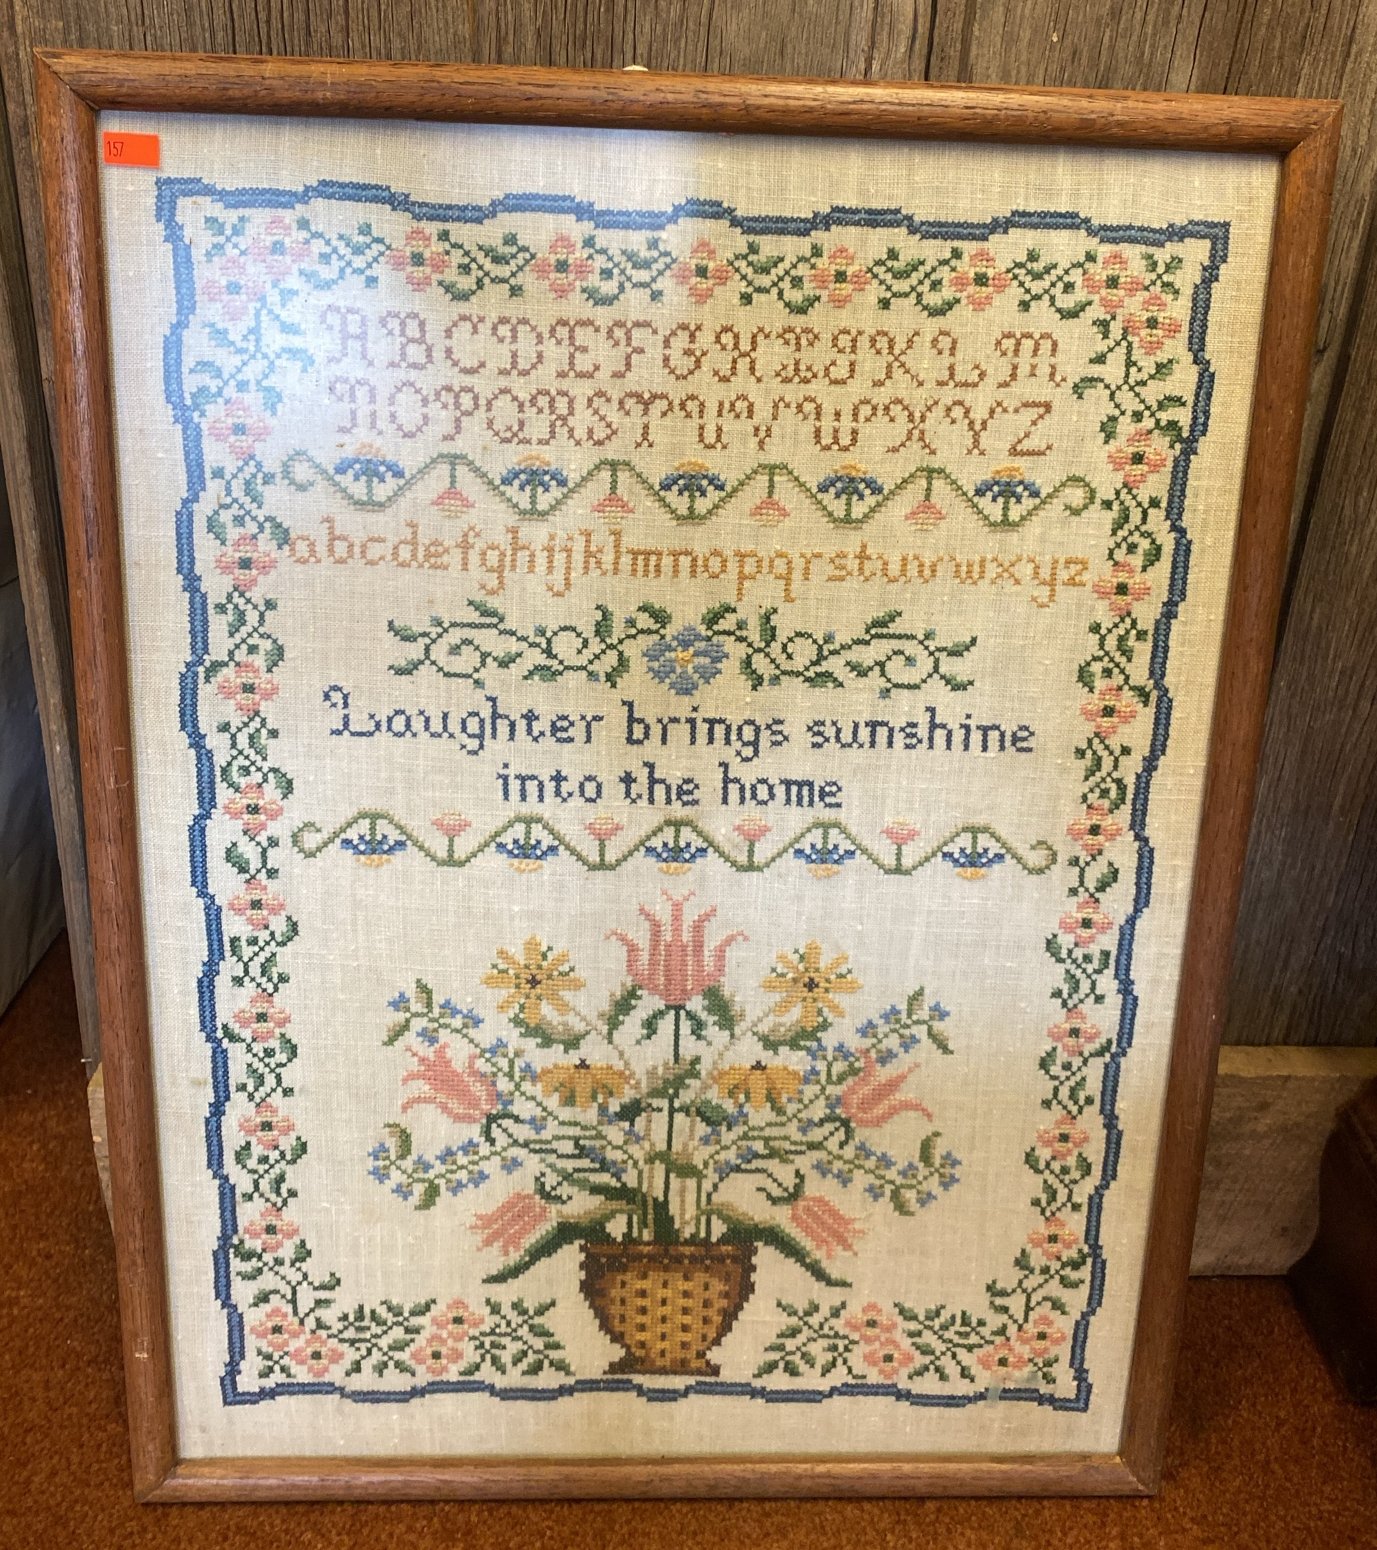 157
ABCDEFGHIJKLM
NOPQRSTUVWXYZ
abcdefghijklmnopqrstuvwxyz
Laughter brings sunshine
into the home